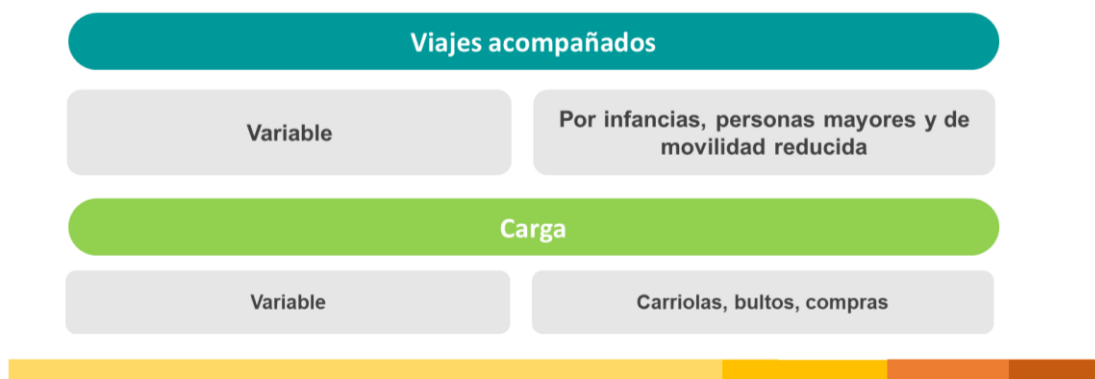 Viajes acompañados
Variable
Por infancias, personas mayores y de
movilidad reducida
Carga
Variable
Carriolas, bultos, compras